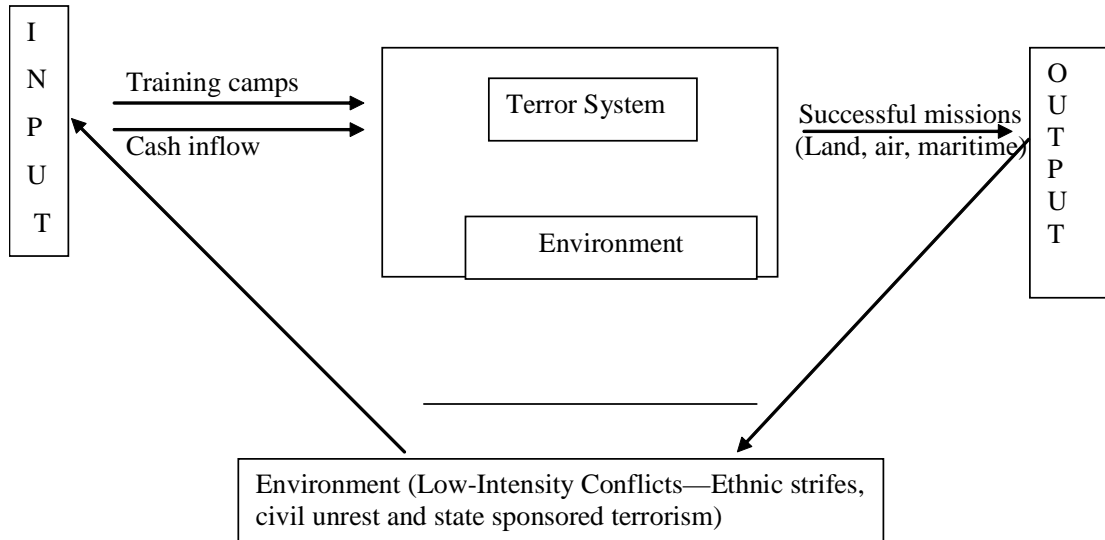 I
N
P
U
T
Training camps
Cash inflow
Terror System
Environment
Successful missions
(Land, air, maritime)
O
U
T
P
U
T
Environment (Low-Intensity Conflicts—Ethnic strifes,
civil unrest and state sponsored terrorism)